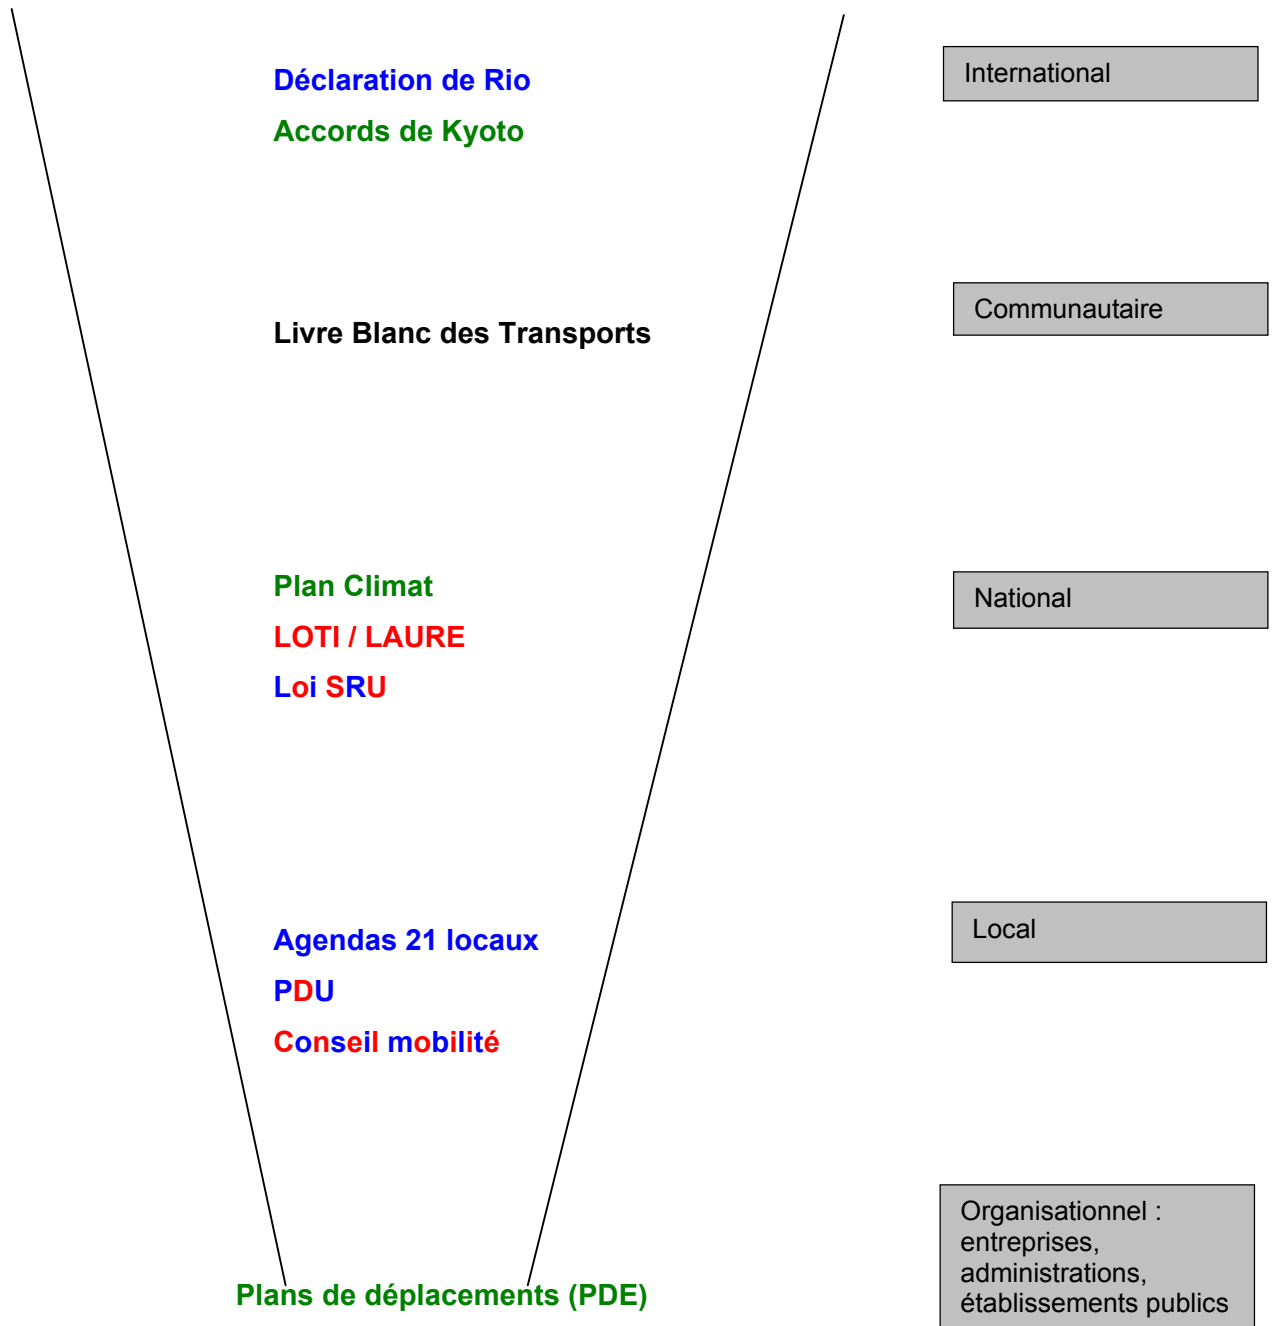 Déclaration de Rio
International
Accords de Kyoto
Communautaire
Livre Blanc des Transports
Plan Climat
National
LOTI / LAURE
Loi SRU
Local
Agendas 21 locaux
PDU
Conseil mobilité
Organisationnel :
entreprises,
administrations,
établissements publics
Plans de déplacements (PDE)